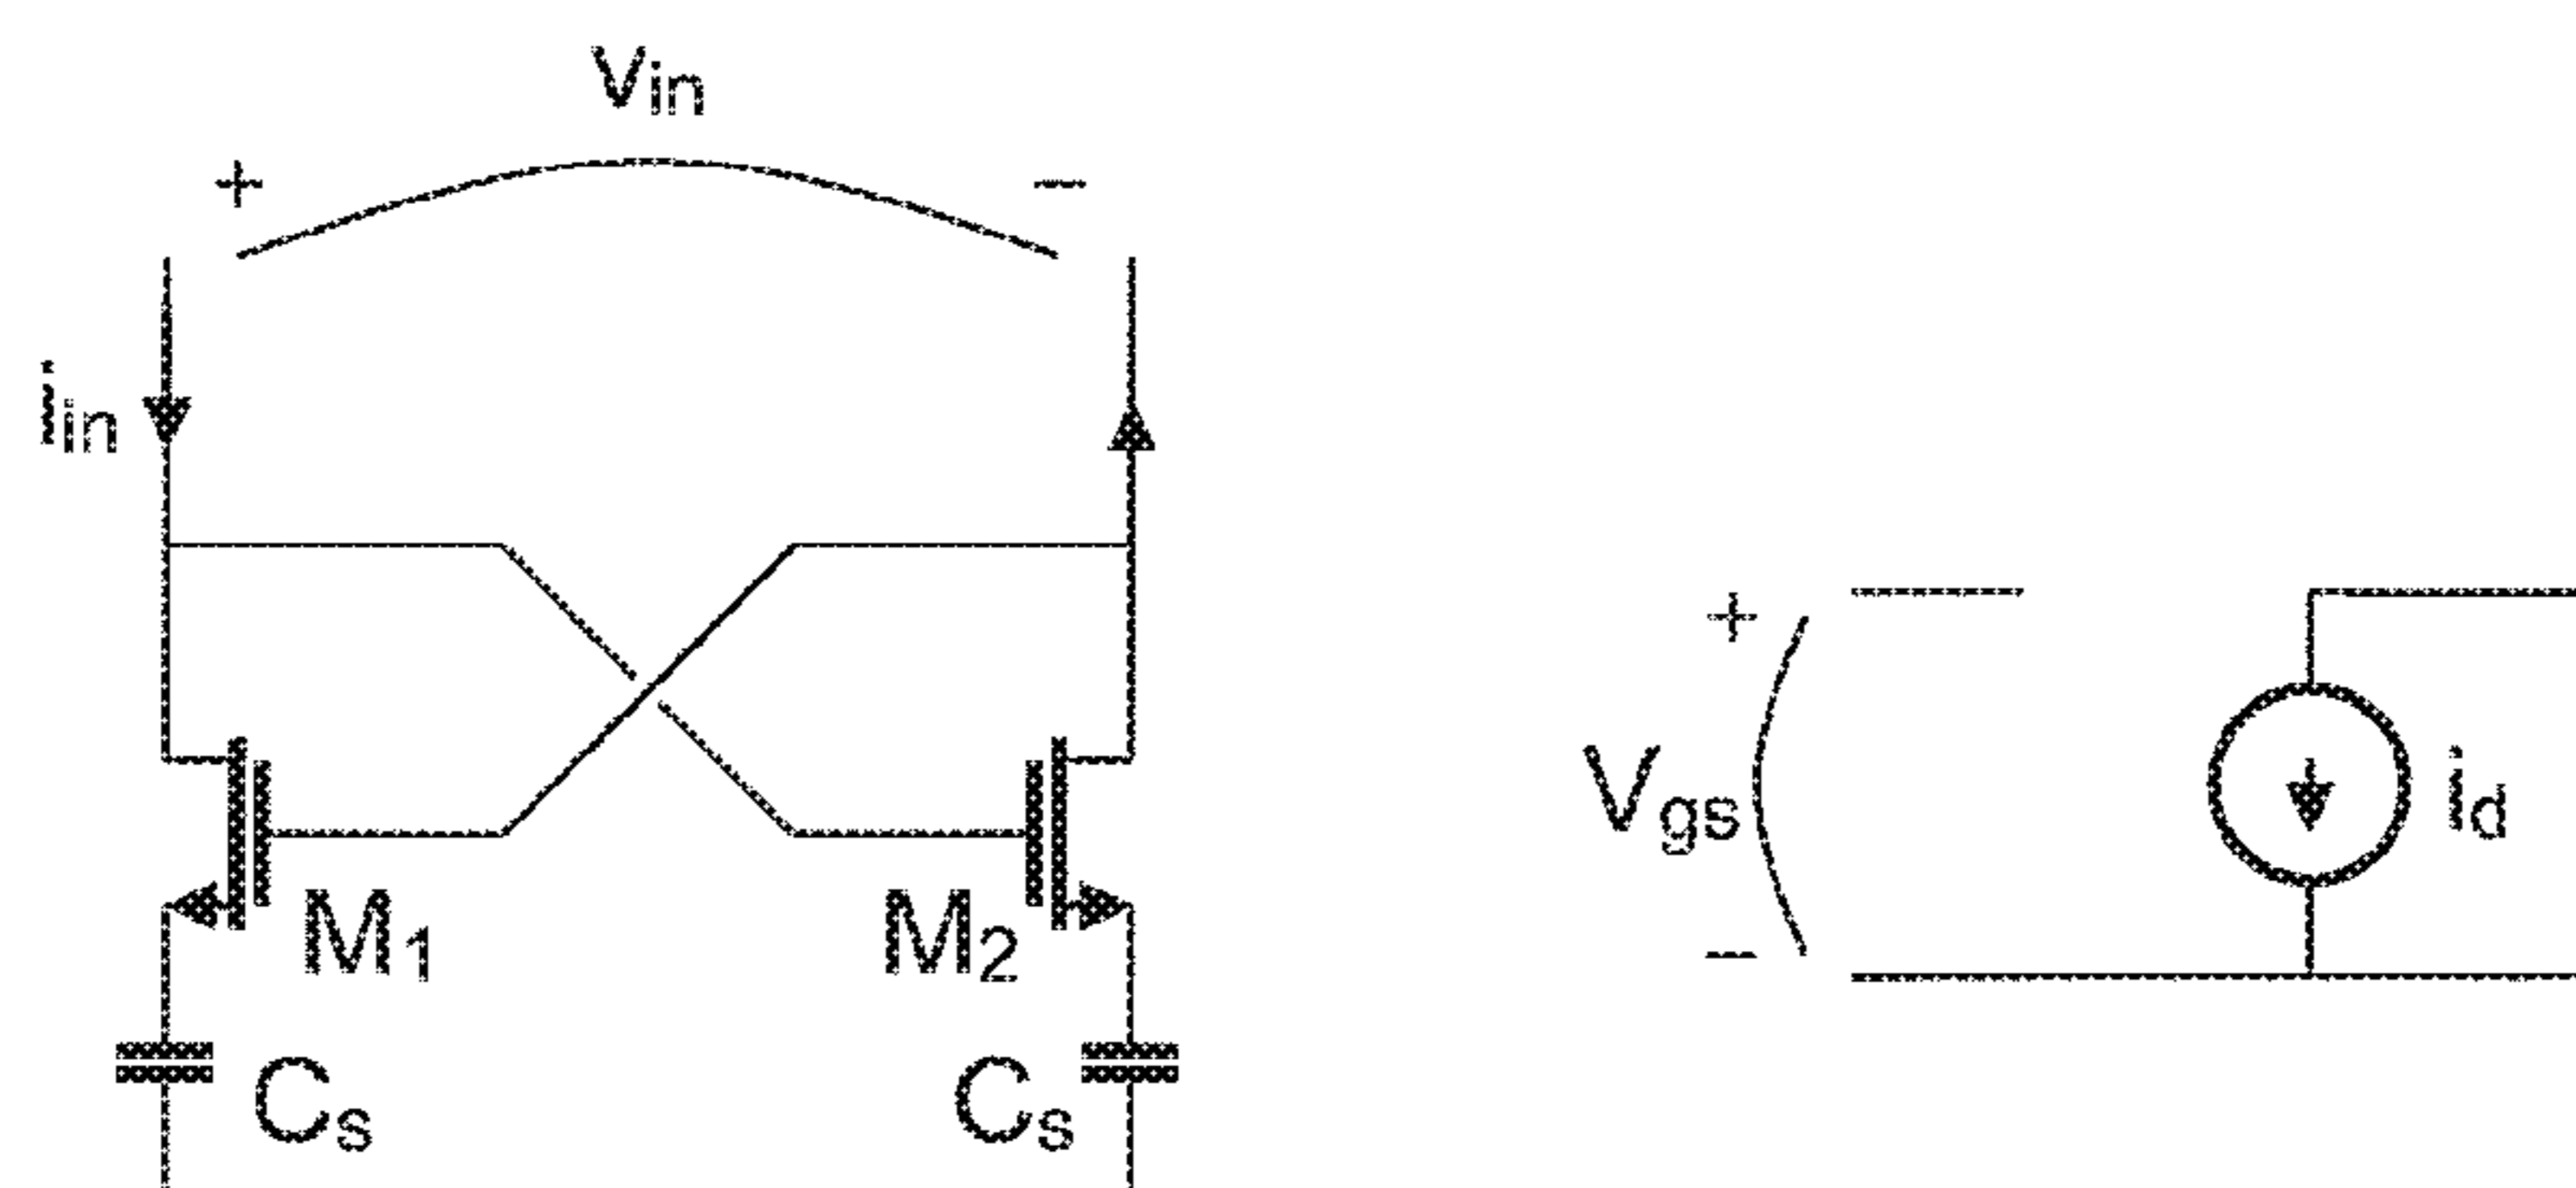 Vin
+ −
iin
+
Vgs id
−
M1 M2
Cs Cs